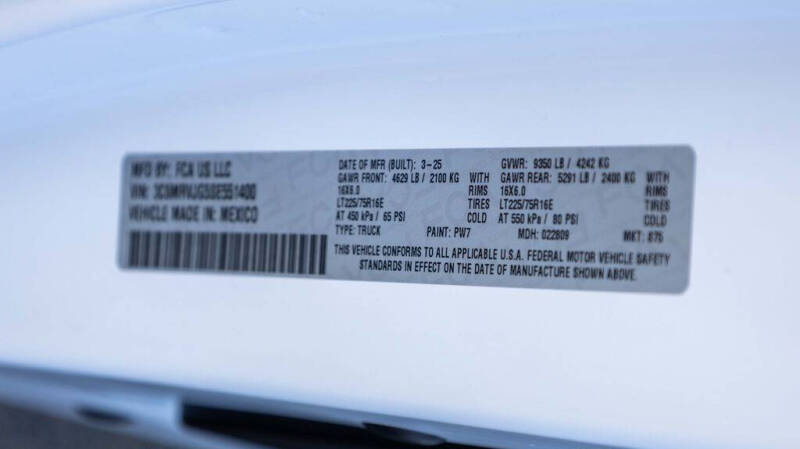 MFD BY: FCA US LLC
VIN:
VEHICLE MADE IN: MEXICO
DATE OF MFR (BUILT): 3-25 GVWR: 9350 LB / 4242 KG
GAWR FRONT: 4629 LB / 2100 KG WITH GAWR REAR: 5291 LB / 2400 KG WITH
16X6.0 RIMS 16X6.0 RIMS
LT225/75R16E TIRES LT225/75R16E TIRES
AT 450 kPa / 65 PSI COLD AT 550 kPa / 80 PSI COLD
TYPE: TRUCK PAINT: PW7 MDH: 022809 MKT:
THIS VEHICLE CONFORMS TO ALL APPLICABLE U.S.A. FEDERAL MOTOR VEHICLE SAFETY
STANDARDS IN EFFECT ON THE DATE OF MANUFACTURE SHOWN ABOVE.